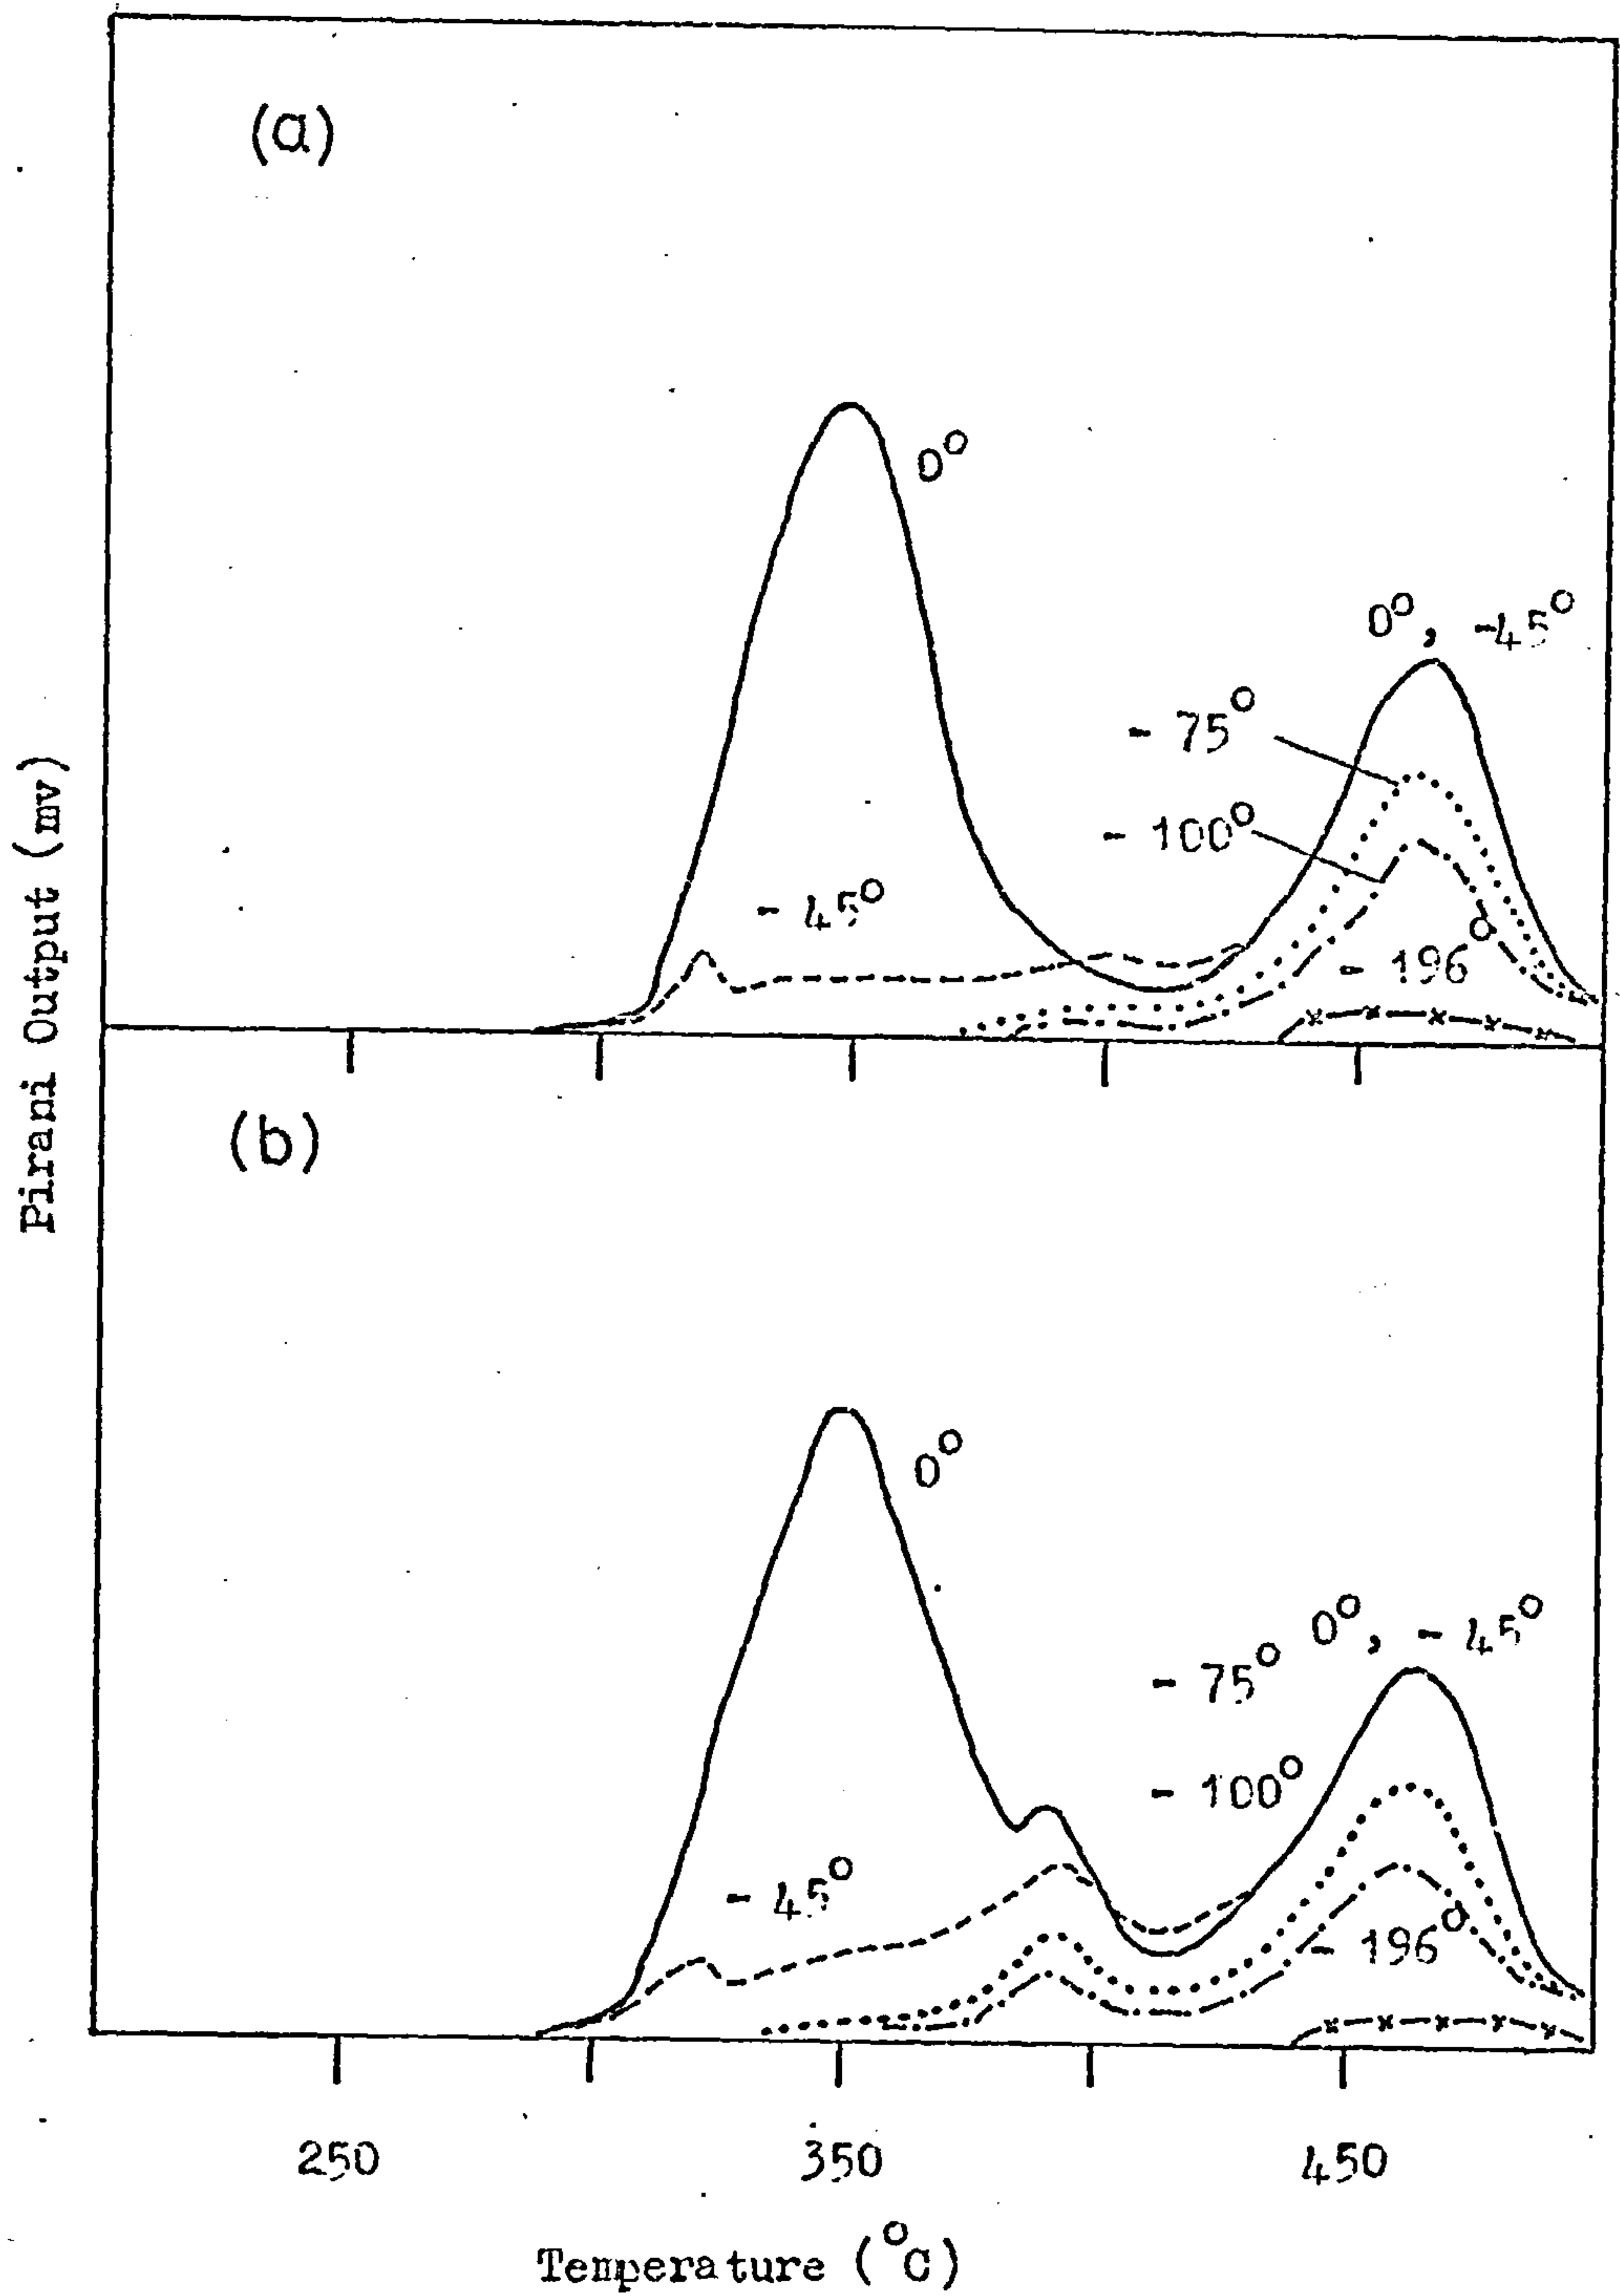 (a)
0°
0°, -45°
- 75°
- 100°
- 45°
- 196°
Pirani Output (mv)
(b)
0°
0°, - 45°
- 75°
- 100°
- 45°
- 196°
250 350 450
Temperature (°C)